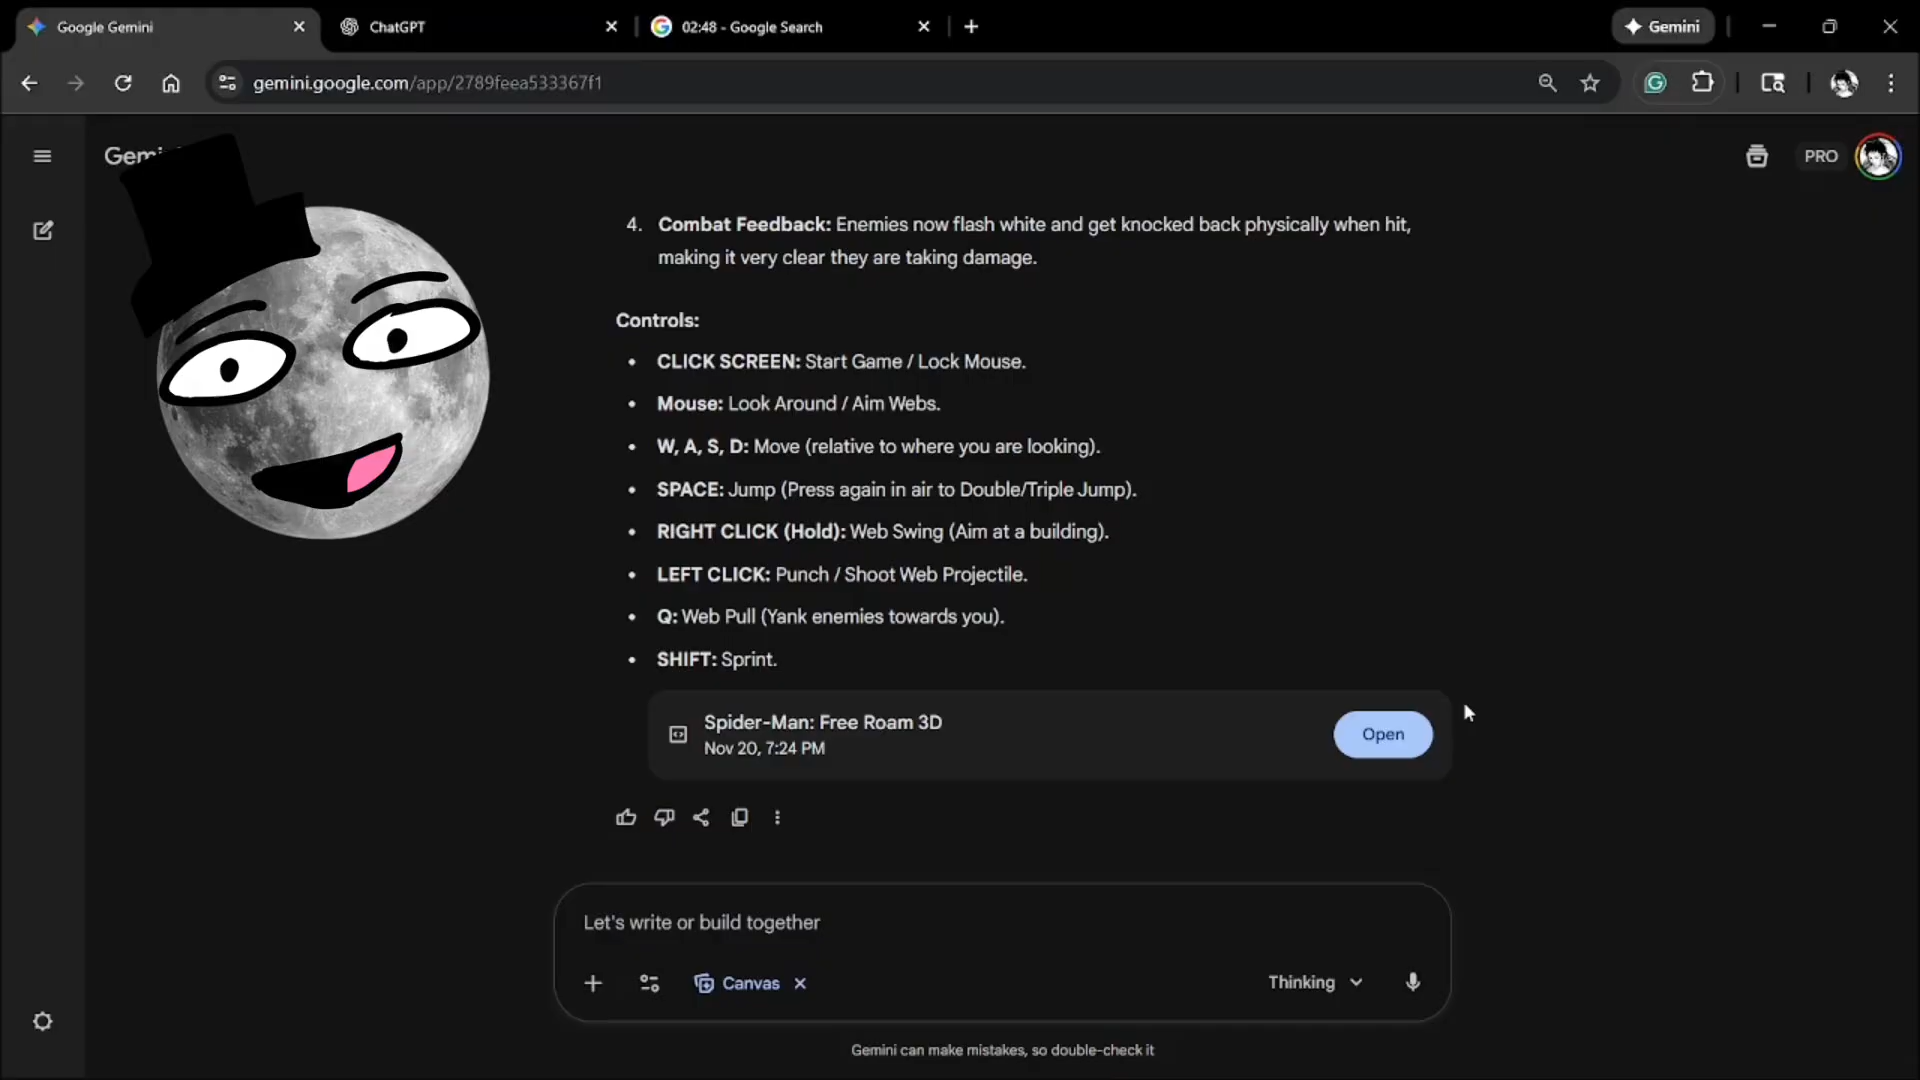 Google Gemini
ChatGPT
02:48 - Google Search
Gemini
gemini.google.com/app/2789feea533367f1
PRO
4. Combat Feedback: Enemies now flash white and get knocked back physically when hit,
making it very clear they are taking damage.
Controls:
• CLICK SCREEN: Start Game / Lock Mouse.
• Mouse: Look Around / Aim Webs.
• W, A, S, D: Move (relative to where you are looking).
• SPACE: Jump (Press again in air to Double/Triple Jump).
• RIGHT CLICK (Hold): Web Swing (Aim at a building).
• LEFT CLICK: Punch / Shoot Web Projectile.
• Q: Web Pull (Yank enemies towards you).
• SHIFT: Sprint.
Spider-Man: Free Roam 3D
Nov 20, 7:24 PM
Open
Let's write or build together
Canvas
Thinking
Gemini can make mistakes, so double-check it